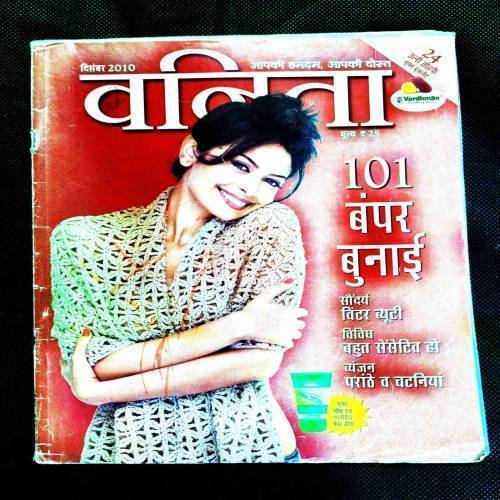 दिसंबर 2010
आपकी हमदम, आपकी दोस्त
वनिता
मूल्य ₹ 25
24
Vardhman
101
बंपर
बुनाई
सौंदर्य
विंटर ब्यूटी
विविध
बहुत सेंसेटिव हो
व्यंजन
परांठे व चटनियां